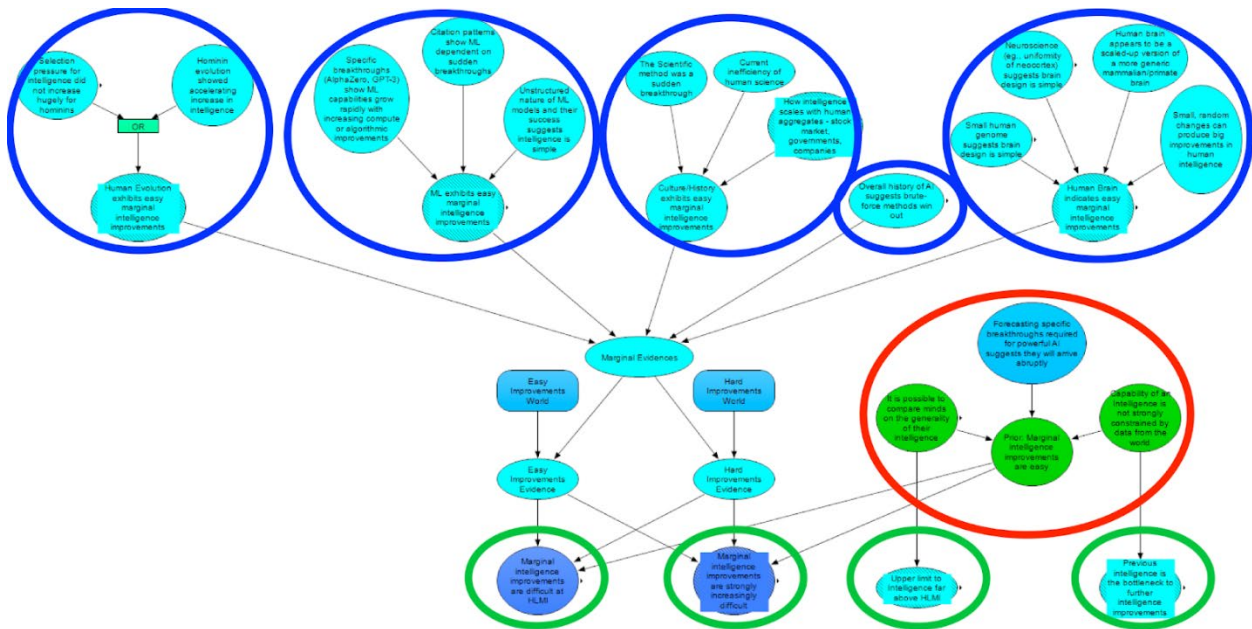 Selection
pressure for
intelligence did
not increase
hugely for
hominins
Hominin
evolution showed
accelerating
increase in
intelligence
OR
Human Evolution
exhibits easy
marginal
intelligence
improvements
Specific
breakthroughs
(AlphaZero, GPT-3)
show ML
capabilities grow
rapidly with
increasing compute
or algorithmic
improvements
Citation patterns
show ML
dependent on
sudden
breakthroughs
Unstructured
nature of ML
models and their
success
suggests
intelligence is
simple
ML exhibits easy
marginal
intelligence
improvements
The Scientific
method was a
sudden
breakthrough
Current
inefficiency of
human science
How intelligence
scales with human
aggregates - stock
market,
governments,
companies
Culture/History
exhibits easy
marginal
intelligence
improvements
Overall history of AI
suggests brute-
force methods win
out
Neuroscience
(eg., uniformity of
neocortex)
suggests brain
design is simple
Human brain
appears to be a
scaled-up version of
a more generic
mammalian/primate
brain
Small human
genome suggests
brain design is
simple
Small, random
changes can
produce big
improvements in
human
intelligence
Human Brain
indicates easy
marginal
intelligence
improvements
Marginal Evidences
Easy
Improvements
World
Hard
Improvements
World
Easy
Improvements
Evidence
Hard
Improvements
Evidence
Forecasting specific
breakthroughs required
for powerful AI
suggests they will arrive
abruptly
It is possible to
compare minds
on the generality
of their
intelligence
Capability of an
Intelligence is
not strongly
constrained by
data from the
world
Prior: Marginal
intelligence
improvements
are easy
Marginal
intelligence
improvements
are difficult at
HLMI
Marginal
intelligence
improvements
are strongly
increasingly
difficult
Upper limit to
Intelligence far
above HLMI
Previous
intelligence is
the bottleneck to
further
intelligence
improvements